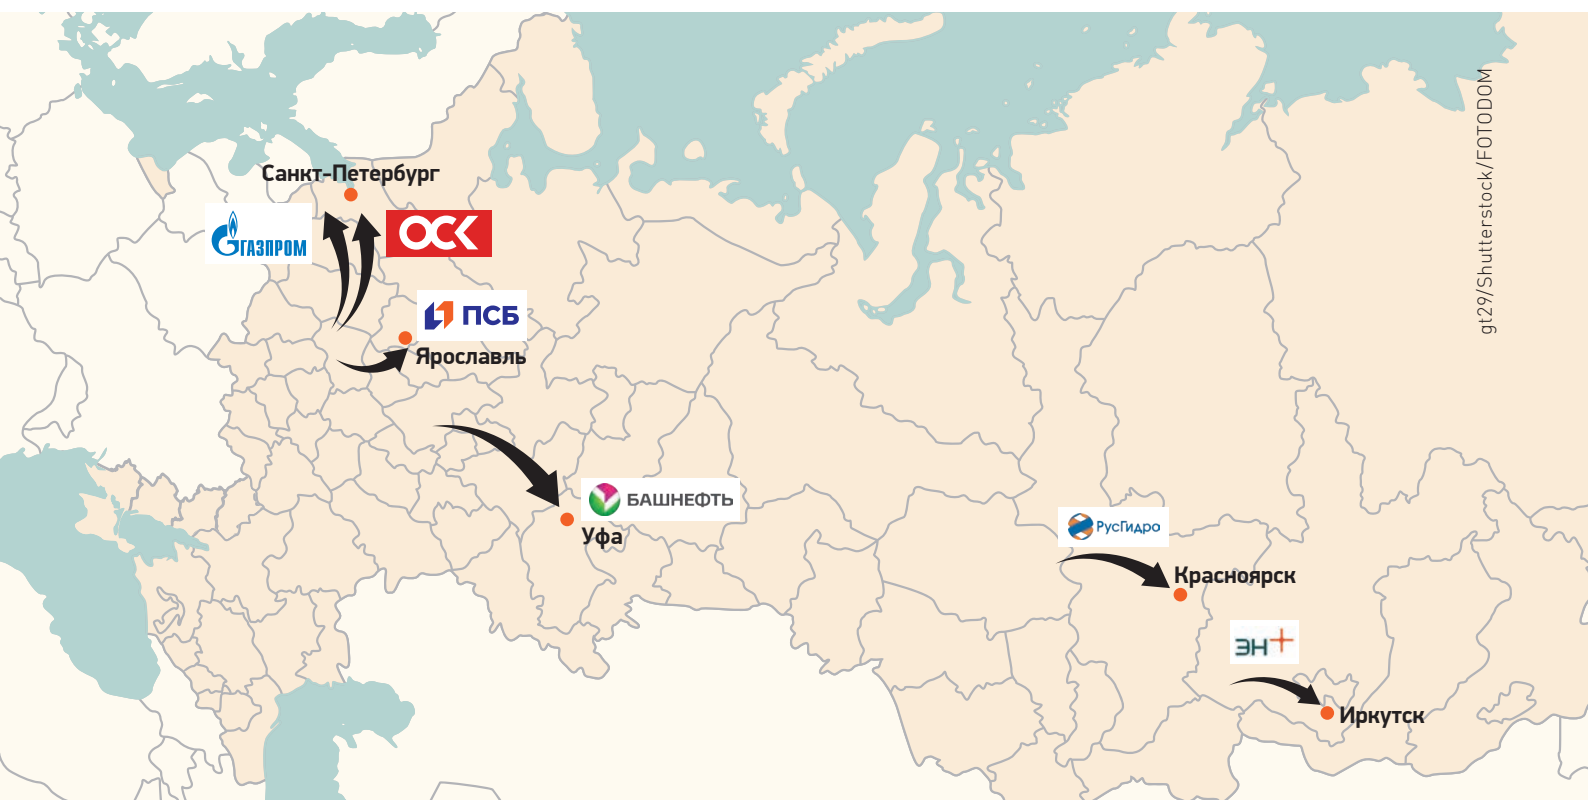 Санкт-Петербург
ГАЗПРОМ
ОСК
ПСБ
Ярославль
БАШНЕФТЬ
Уфа
РусГидро
Красноярск
ЭН+
Иркутск
gt29/Shutterstock/FOTODOM